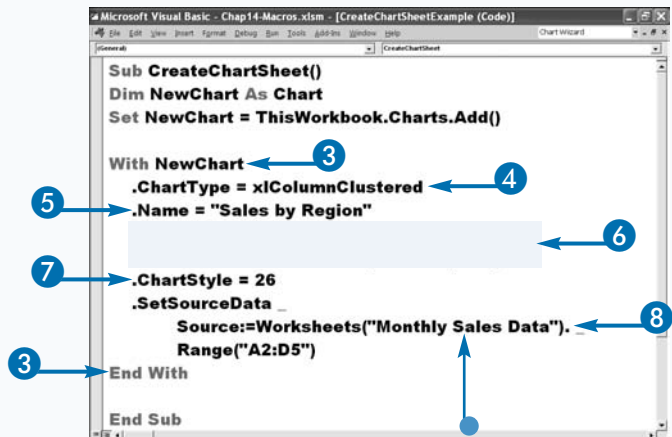 Microsoft Visual Basic - Chap14-Macros.xlsm - [CreateChartSheetExample (Code)]
File Edit View Insert Format Debug Run Tools Add-Ins Window Help Chart Wizard
(General) CreateChartSheet
Sub CreateChartSheet()
Dim NewChart As Chart
Set NewChart = ThisWorkbook.Charts.Add()
With NewChart 3
.ChartType = xlColumnClustered 4
5 .Name = "Sales by Region"
6
7 .ChartStyle = 26
.SetSourceData _
Source:=Worksheets("Monthly Sales Data"). _ 8
Range("A2:D5")
3 End With
End Sub